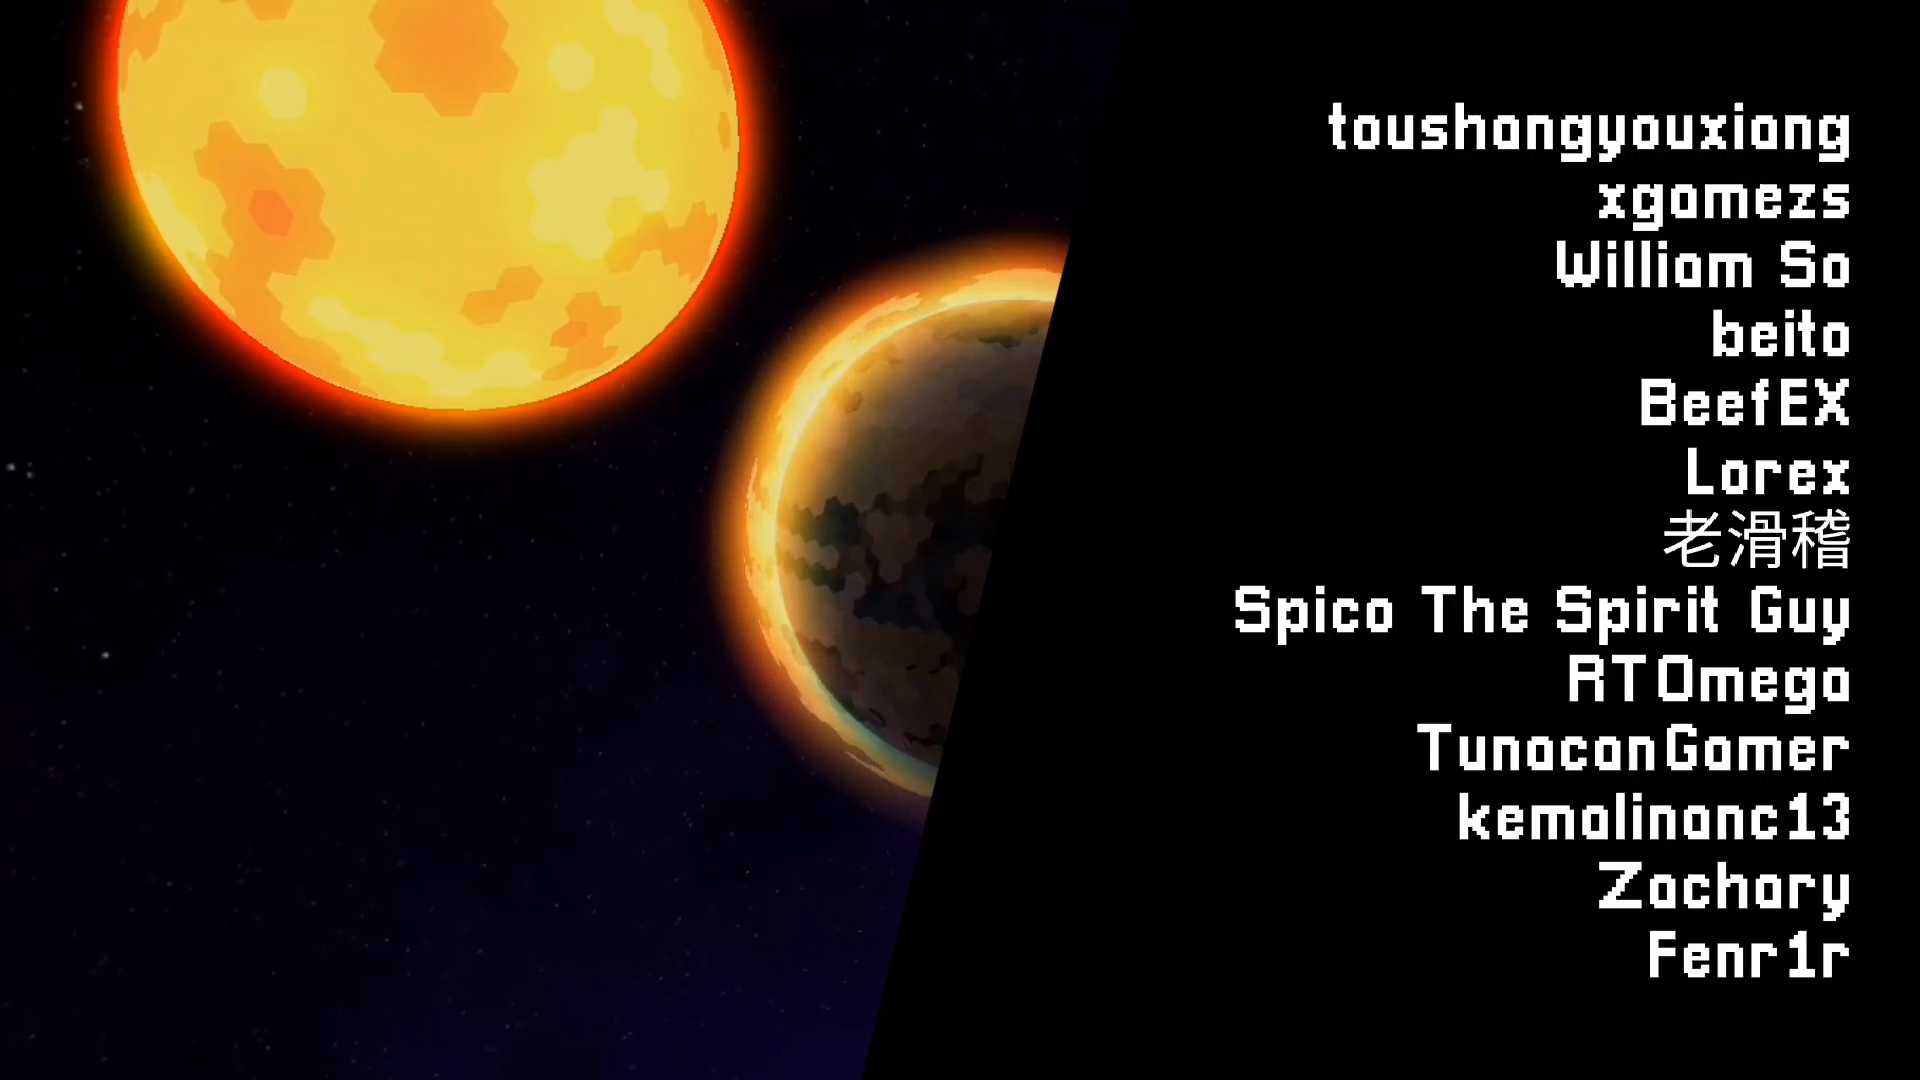 toushangyouxiang
xgamezs
William So
beito
BeefEX
Lorex
老滑稽
Spico The Spirit Guy
RTOmega
TunacanGamer
kemalinanc13
Zachary
Fenr1r